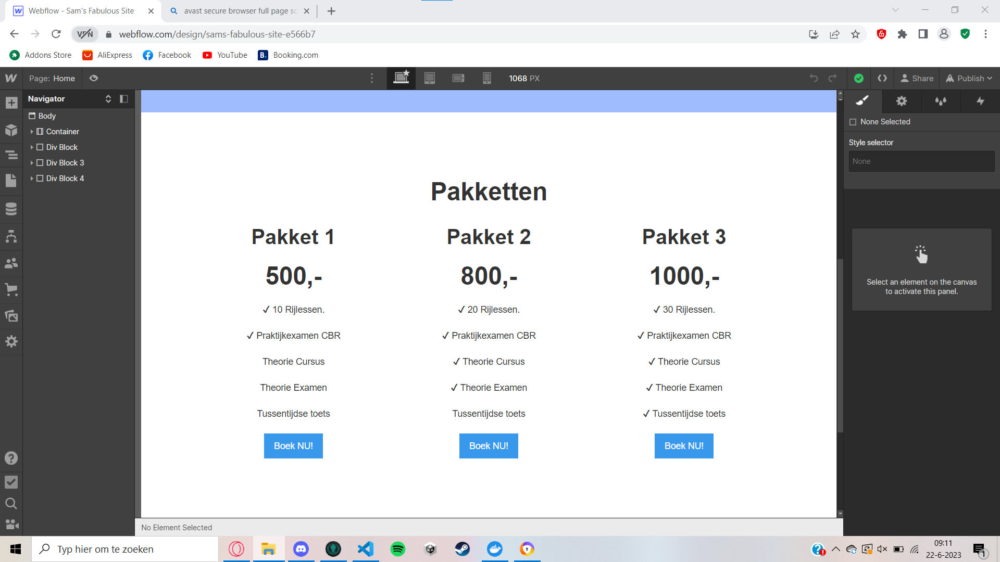 Webflow - Sam's Fabulous Site
avast secure browser full page sc
VPN
webflow.com/design/sams-fabulous-site-e566b7
Addons Store
AliExpress
Facebook
YouTube
B. Booking.com
Page: Home
1068 PX
Share
Publish
Navigator
Body
Container
Div Block
Div Block 3
Div Block 4
Pakketten
Pakket 1
500,-
✓ 10 Rijlessen.
✓ Praktijkexamen CBR
Theorie Cursus
Theorie Examen
Tussentijdse toets
Boek NU!
Pakket 2
800,-
✓ 20 Rijlessen.
✓ Praktijkexamen CBR
✓ Theorie Cursus
✓ Theorie Examen
Tussentijdse toets
Boek NU!
Pakket 3
1000,-
✓ 30 Rijlessen.
✓ Praktijkexamen CBR
✓ Theorie Cursus
✓ Theorie Examen
✓ Tussentijdse toets
Boek NU!
None Selected
Style selector
None
Select an element on the canvas
to activate this panel.
No Element Selected
Typ hier om te zoeken
09:11
22-6-2023
1